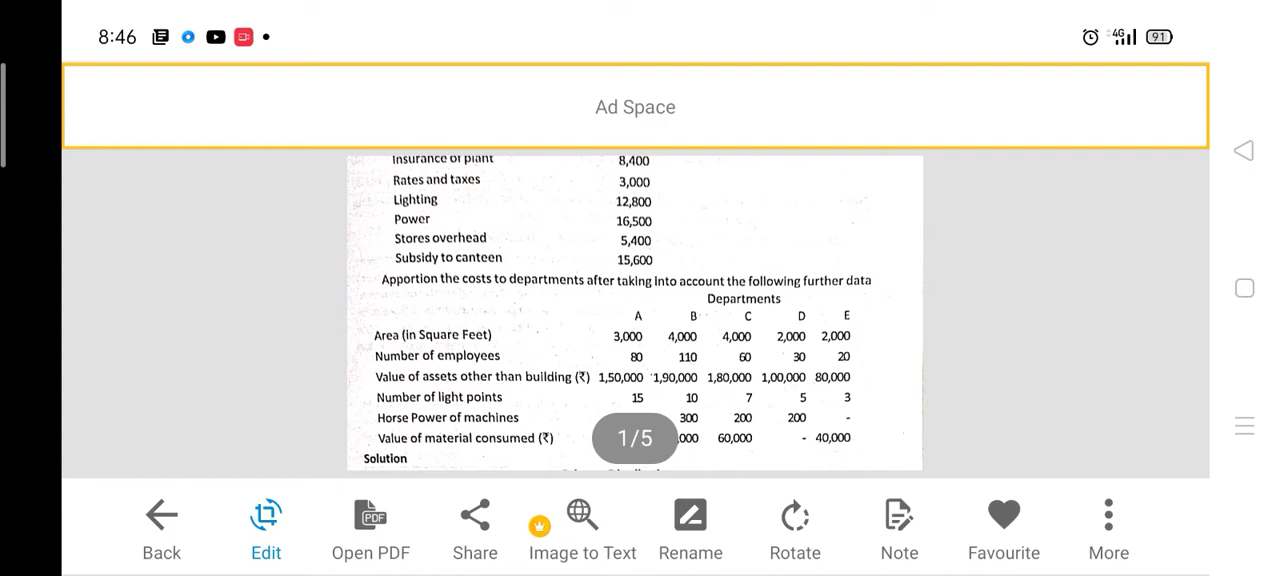 8:46 4G 91
Ad Space
Insurance of plant 8,400
Rates and taxes 3,000
Lighting 12,800
Power 16,500
Stores overhead 5,400
Subsidy to canteen 15,600
Apportion the costs to departments after taking into account the following further data
Departments
A B C D E
Area (in Square Feet) 3,000 4,000 4,000 2,000 2,000
Number of employees 80 110 60 30 20
Value of assets other than building (₹) 1,50,000 1,90,000 1,80,000 1,00,000 80,000
Number of light points 15 10 7 5 3
Horse Power of machines 300 200 200 -
Value of material consumed (₹) ,000 60,000 - 40,000
1/5
Solution
Back Edit Open PDF Share Image to Text Rename Rotate Note Favourite More
PDF